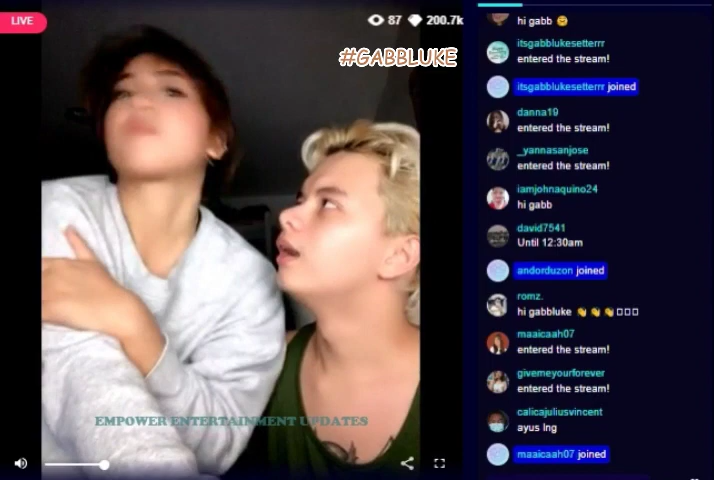 LIVE
87 200.7k
#GABBLUKE
EMPOWER ENTERTAINMENT UPDATES
hi gabb
itsgabblukesetterrr
entered the stream!
itsgabblukesetterrr joined
danna19
entered the stream!
_yannasanjose
entered the stream!
iamjohnaquino24
hi gabb
david7541
Until 12:30am
andorduzon joined
romz.
hi gabbluke 👋👋👋□□□
maaicaah07
entered the stream!
givemeyourforever
entered the stream!
calicajuliusvincent
ayus lng
maaicaah07 joined